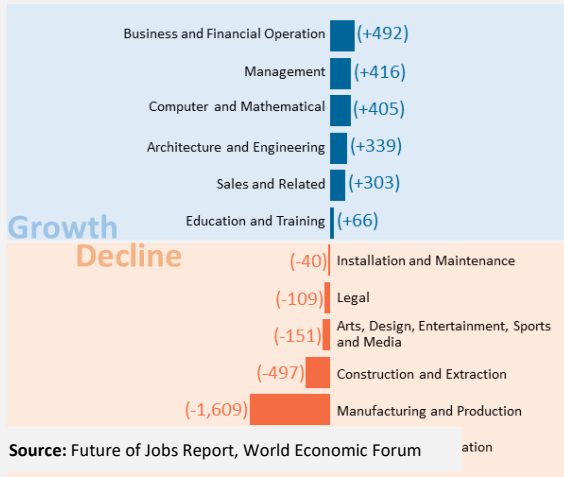 Business and Financial Operation (+492)
Management (+416)
Computer and Mathematical (+405)
Architecture and Engineering (+339)
Sales and Related (+303)
Education and Training (+66)
Growth
Decline
(-40) Installation and Maintenance
(-109) Legal
(-151) Arts, Design, Entertainment, Sports
and Media
(-497) Construction and Extraction
(-1,609) Manufacturing and Production
Source: Future of Jobs Report, World Economic Forum